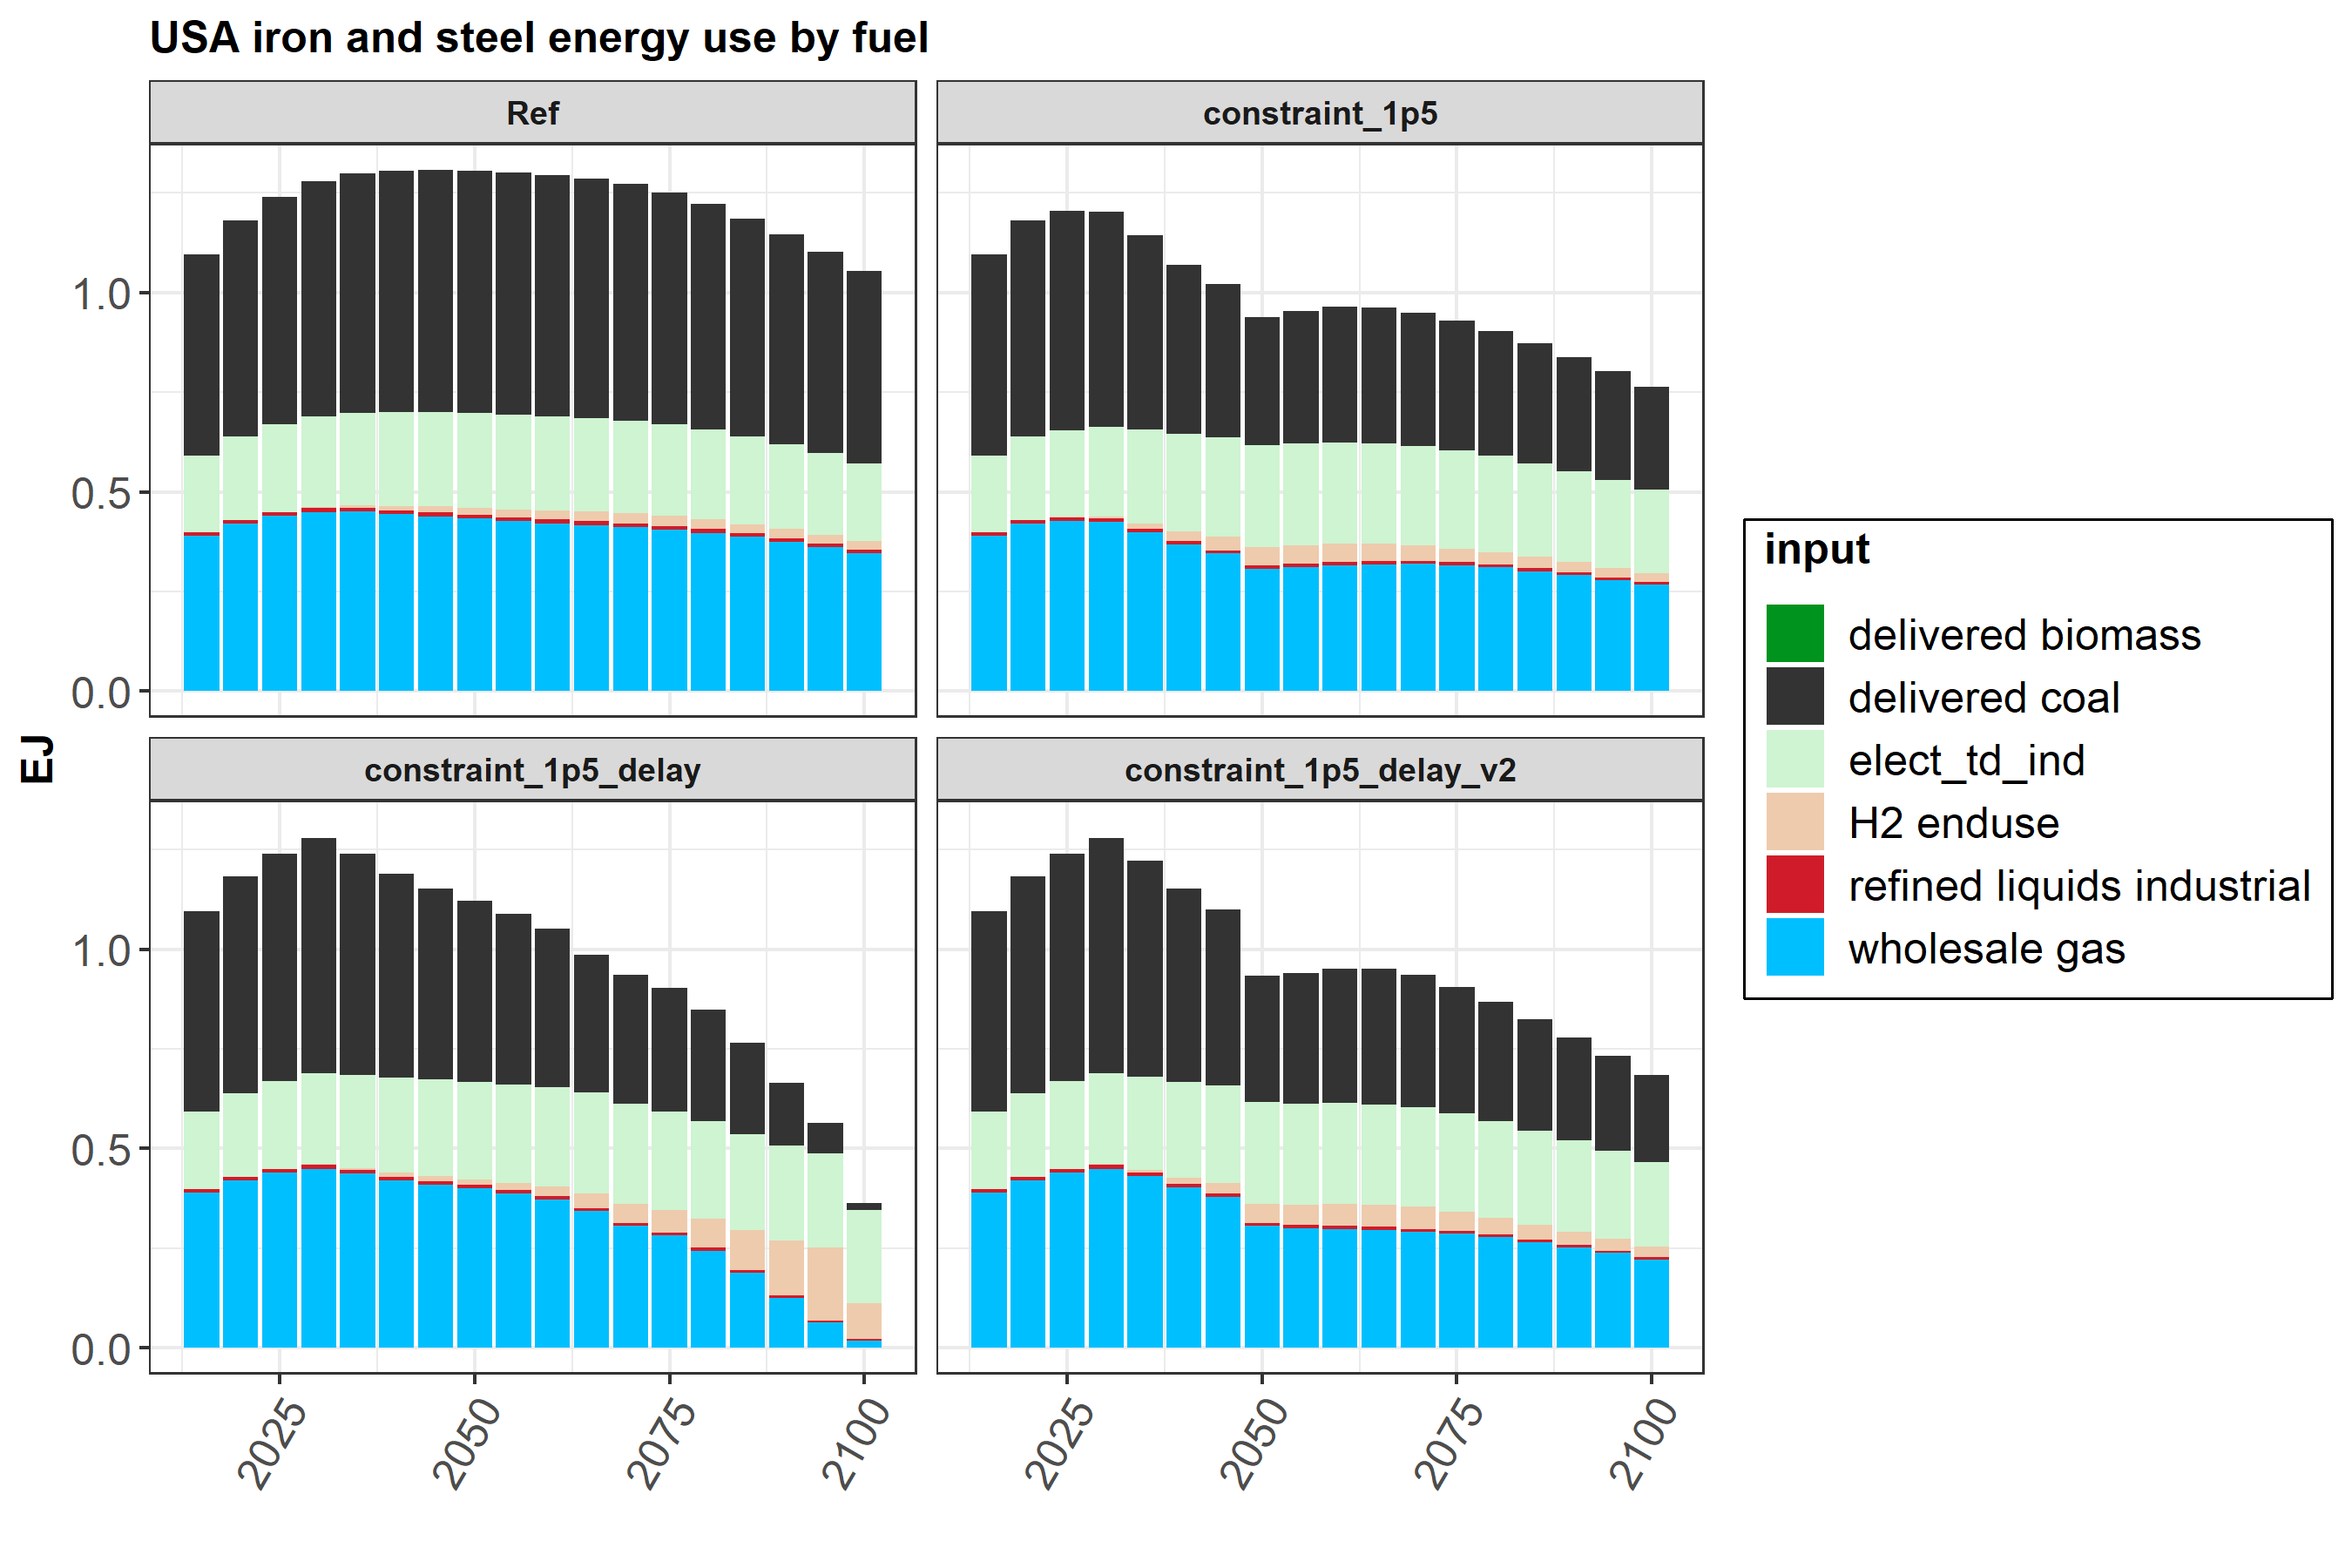 USA iron and steel energy use by fuel
Ref
constraint_1p5
1.0
0.5
0.0
constraint_1p5_delay
constraint_1p5_delay_v2
EJ
1.0
0.5
0.0
2025
2050
2075
2100
2025
2050
2075
2100
input
delivered biomass
delivered coal
elect_td_ind
H2 enduse
refined liquids industrial
wholesale gas